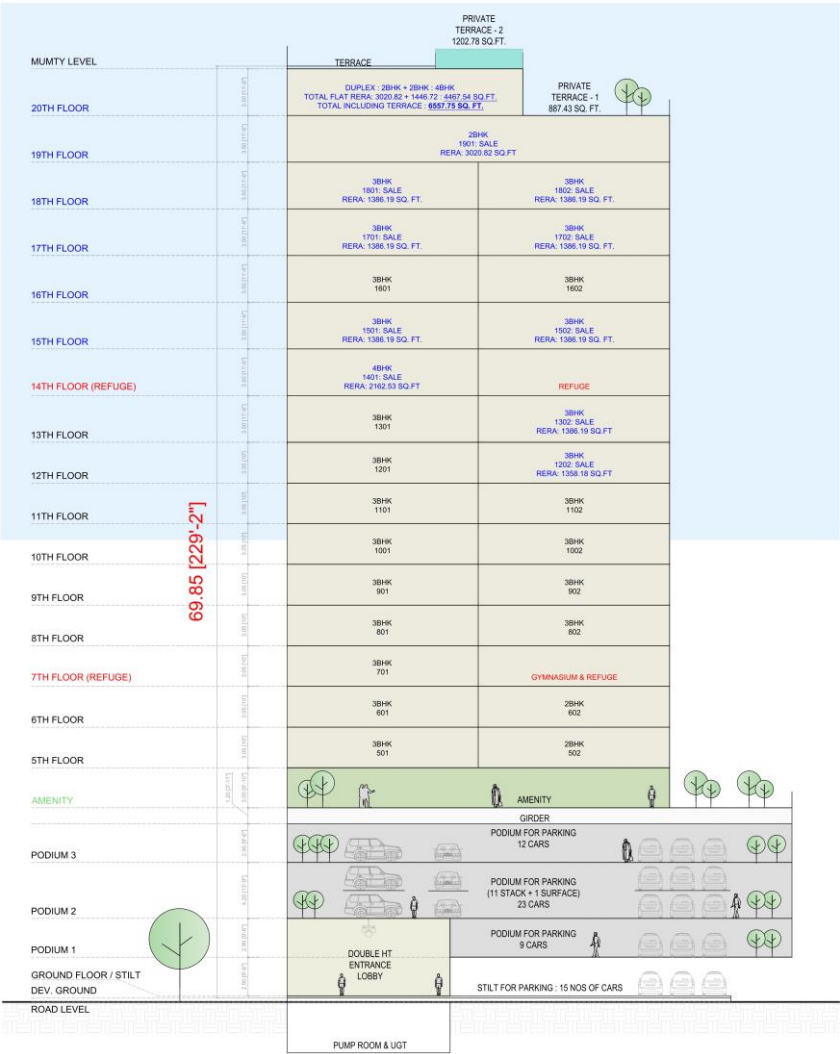 PRIVATE
TERRACE - 2
1202.78 SQ.FT.
MUMTY LEVEL
TERRACE
DUPLEX : 2BHK + 2BHK : 4BHK
TOTAL FLAT RERA: 3020.82 + 1446.72 : 4467.54 SQ.FT.
TOTAL INCLUDING TERRACE : 6557.75 SQ. FT.
PRIVATE
TERRACE - 1
887.43 SQ. FT.
20TH FLOOR
2BHK
1901: SALE
RERA: 3020.82 SQ.FT
19TH FLOOR
3BHK
1801: SALE
RERA: 1386.19 SQ. FT.
3BHK
1802: SALE
RERA: 1386.19 SQ. FT.
18TH FLOOR
3BHK
1701: SALE
RERA: 1386.19 SQ. FT.
3BHK
1702: SALE
RERA: 1386.19 SQ. FT.
17TH FLOOR
3BHK
1601
3BHK
1602
16TH FLOOR
3BHK
1501: SALE
RERA: 1386.19 SQ. FT.
3BHK
1502: SALE
RERA: 1386.19 SQ. FT.
15TH FLOOR
4BHK
1401: SALE
RERA: 2162.53 SQ.FT
REFUGE
14TH FLOOR (REFUGE)
3BHK
1301
3BHK
1302: SALE
RERA: 1386.19 SQ.FT
13TH FLOOR
3BHK
1201
3BHK
1202: SALE
RERA: 1358.18 SQ.FT
12TH FLOOR
3BHK
1101
3BHK
1102
11TH FLOOR
69.85 [229'-2"]
3BHK
1001
3BHK
1002
10TH FLOOR
3BHK
901
3BHK
902
9TH FLOOR
3BHK
801
3BHK
802
8TH FLOOR
3BHK
701
GYMNASIUM & REFUGE
7TH FLOOR (REFUGE)
3BHK
601
2BHK
602
6TH FLOOR
3BHK
501
2BHK
502
5TH FLOOR
AMENITY
AMENITY
GIRDER
PODIUM FOR PARKING
12 CARS
PODIUM 3
PODIUM FOR PARKING
(11 STACK + 1 SURFACE)
23 CARS
PODIUM 2
PODIUM FOR PARKING
9 CARS
PODIUM 1
DOUBLE HT
ENTRANCE
LOBBY
GROUND FLOOR / STILT
DEV. GROUND
STILT FOR PARKING : 15 NOS OF CARS
ROAD LEVEL
PUMP ROOM & UGT